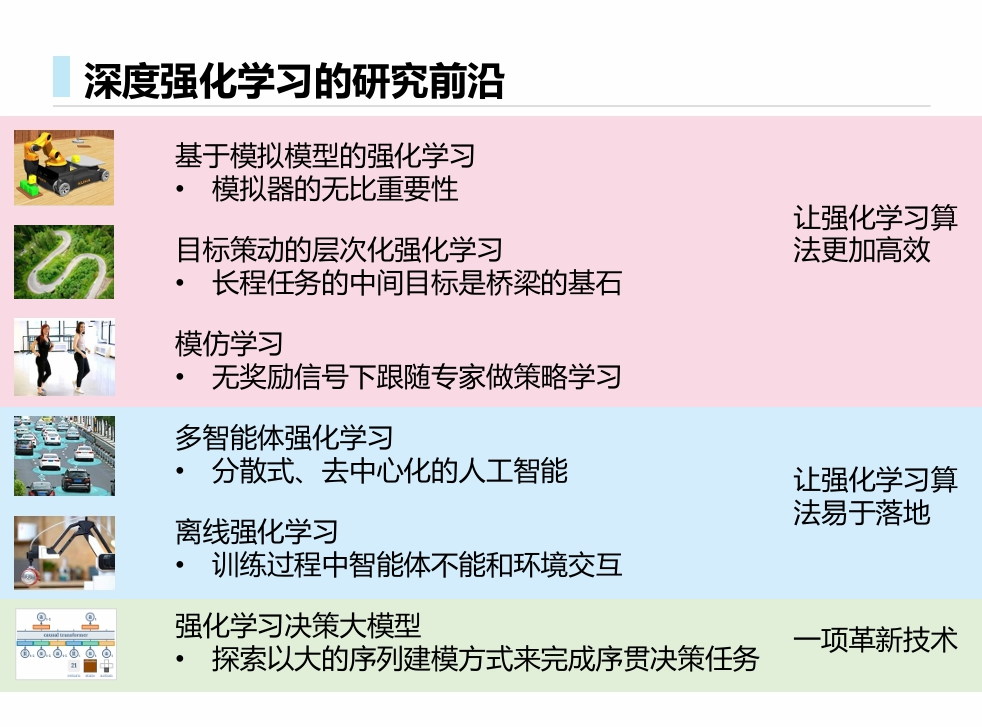 深度强化学习的研究前沿
基于模拟模型的强化学习
• 模拟器的无比重要性
目标策动的层次化强化学习
• 长程任务的中间目标是桥梁的基石
模仿学习
• 无奖励信号下跟随专家做策略学习
让强化学习算
法更加高效
多智能体强化学习
• 分散式、去中心化的人工智能
离线强化学习
• 训练过程中智能体不能和环境交互
让强化学习算
法易于落地
强化学习决策大模型
• 探索以大的序列建模方式来完成序贯决策任务
一项革新技术
causal transformer